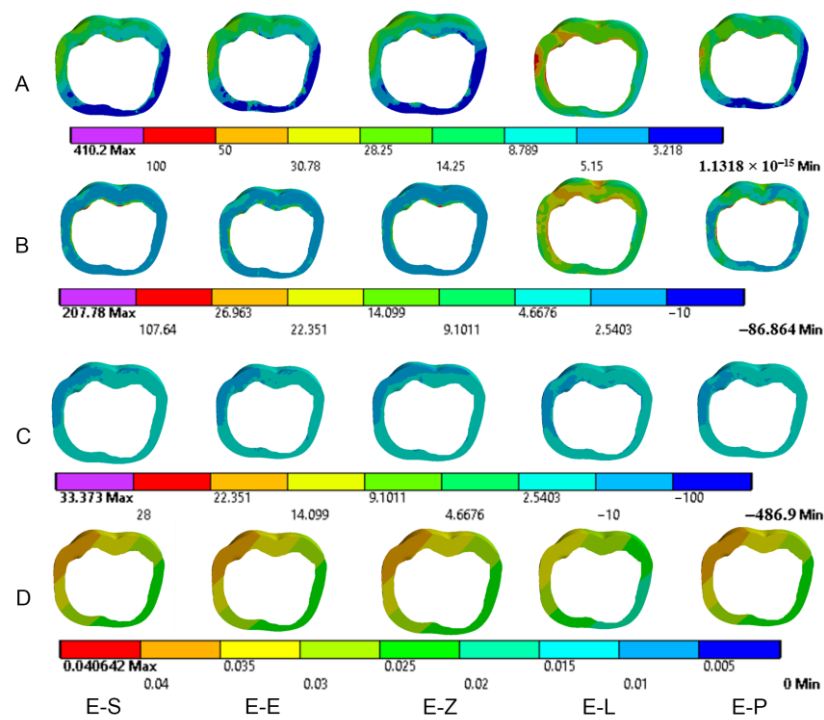 A
410.2 Max 50 28.25 8.789 3.218
100 30.78 14.25 5.15 1.1318 × 10⁻¹⁵ Min
B
207.78 Max 26.963 14.099 4.6676 −10
107.64 22.351 9.1011 2.5403 −86.864 Min
C
33.373 Max 22.351 9.1011 2.5403 −100
28 14.099 4.6676 −10 −486.9 Min
D
0.040642 Max 0.035 0.025 0.015 0.005
0.04 0.03 0.02 0.01 0 Min
E-S E-E E-Z E-L E-P